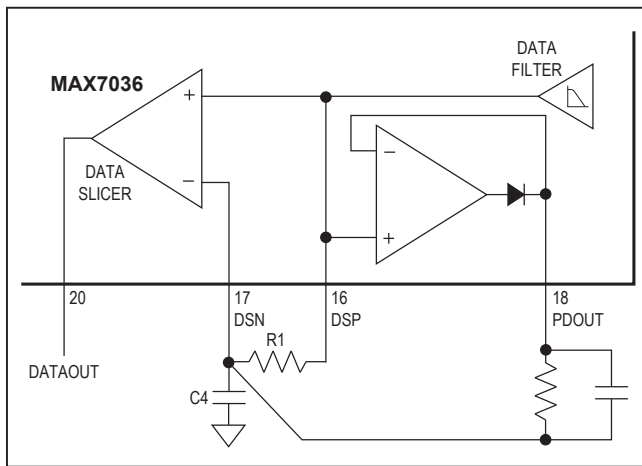 MAX7036
DATA
FILTER
+
−
DATA
SLICER
−
+
20
17
DSN
16
DSP
18
PDOUT
R1
DATAOUT
C4